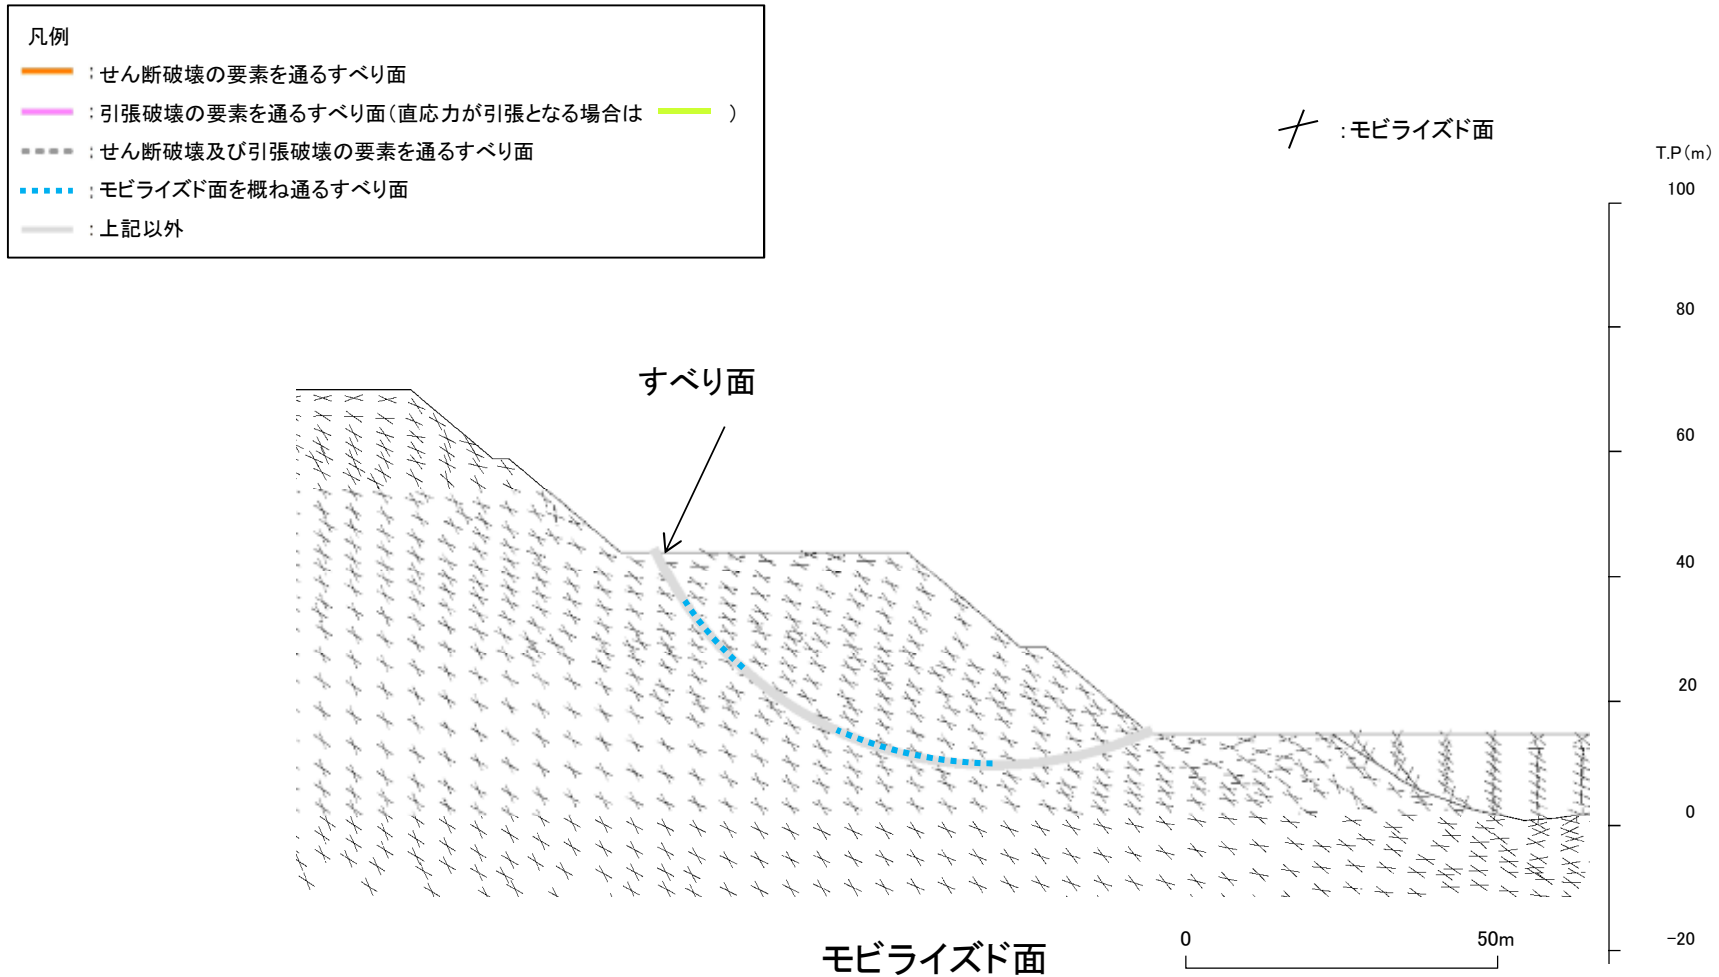 凡例
：せん断破壊の要素を通るすべり面
：引張破壊の要素を通るすべり面（直応力が引張となる場合は　　）
：せん断破壊及び引張破壊の要素を通るすべり面
：モビライズド面を概ね通るすべり面
：上記以外
：モビライズド面
T.P（m）
100
80
すべり面
60
40
20
0
-20
0
50m
モビライズド面